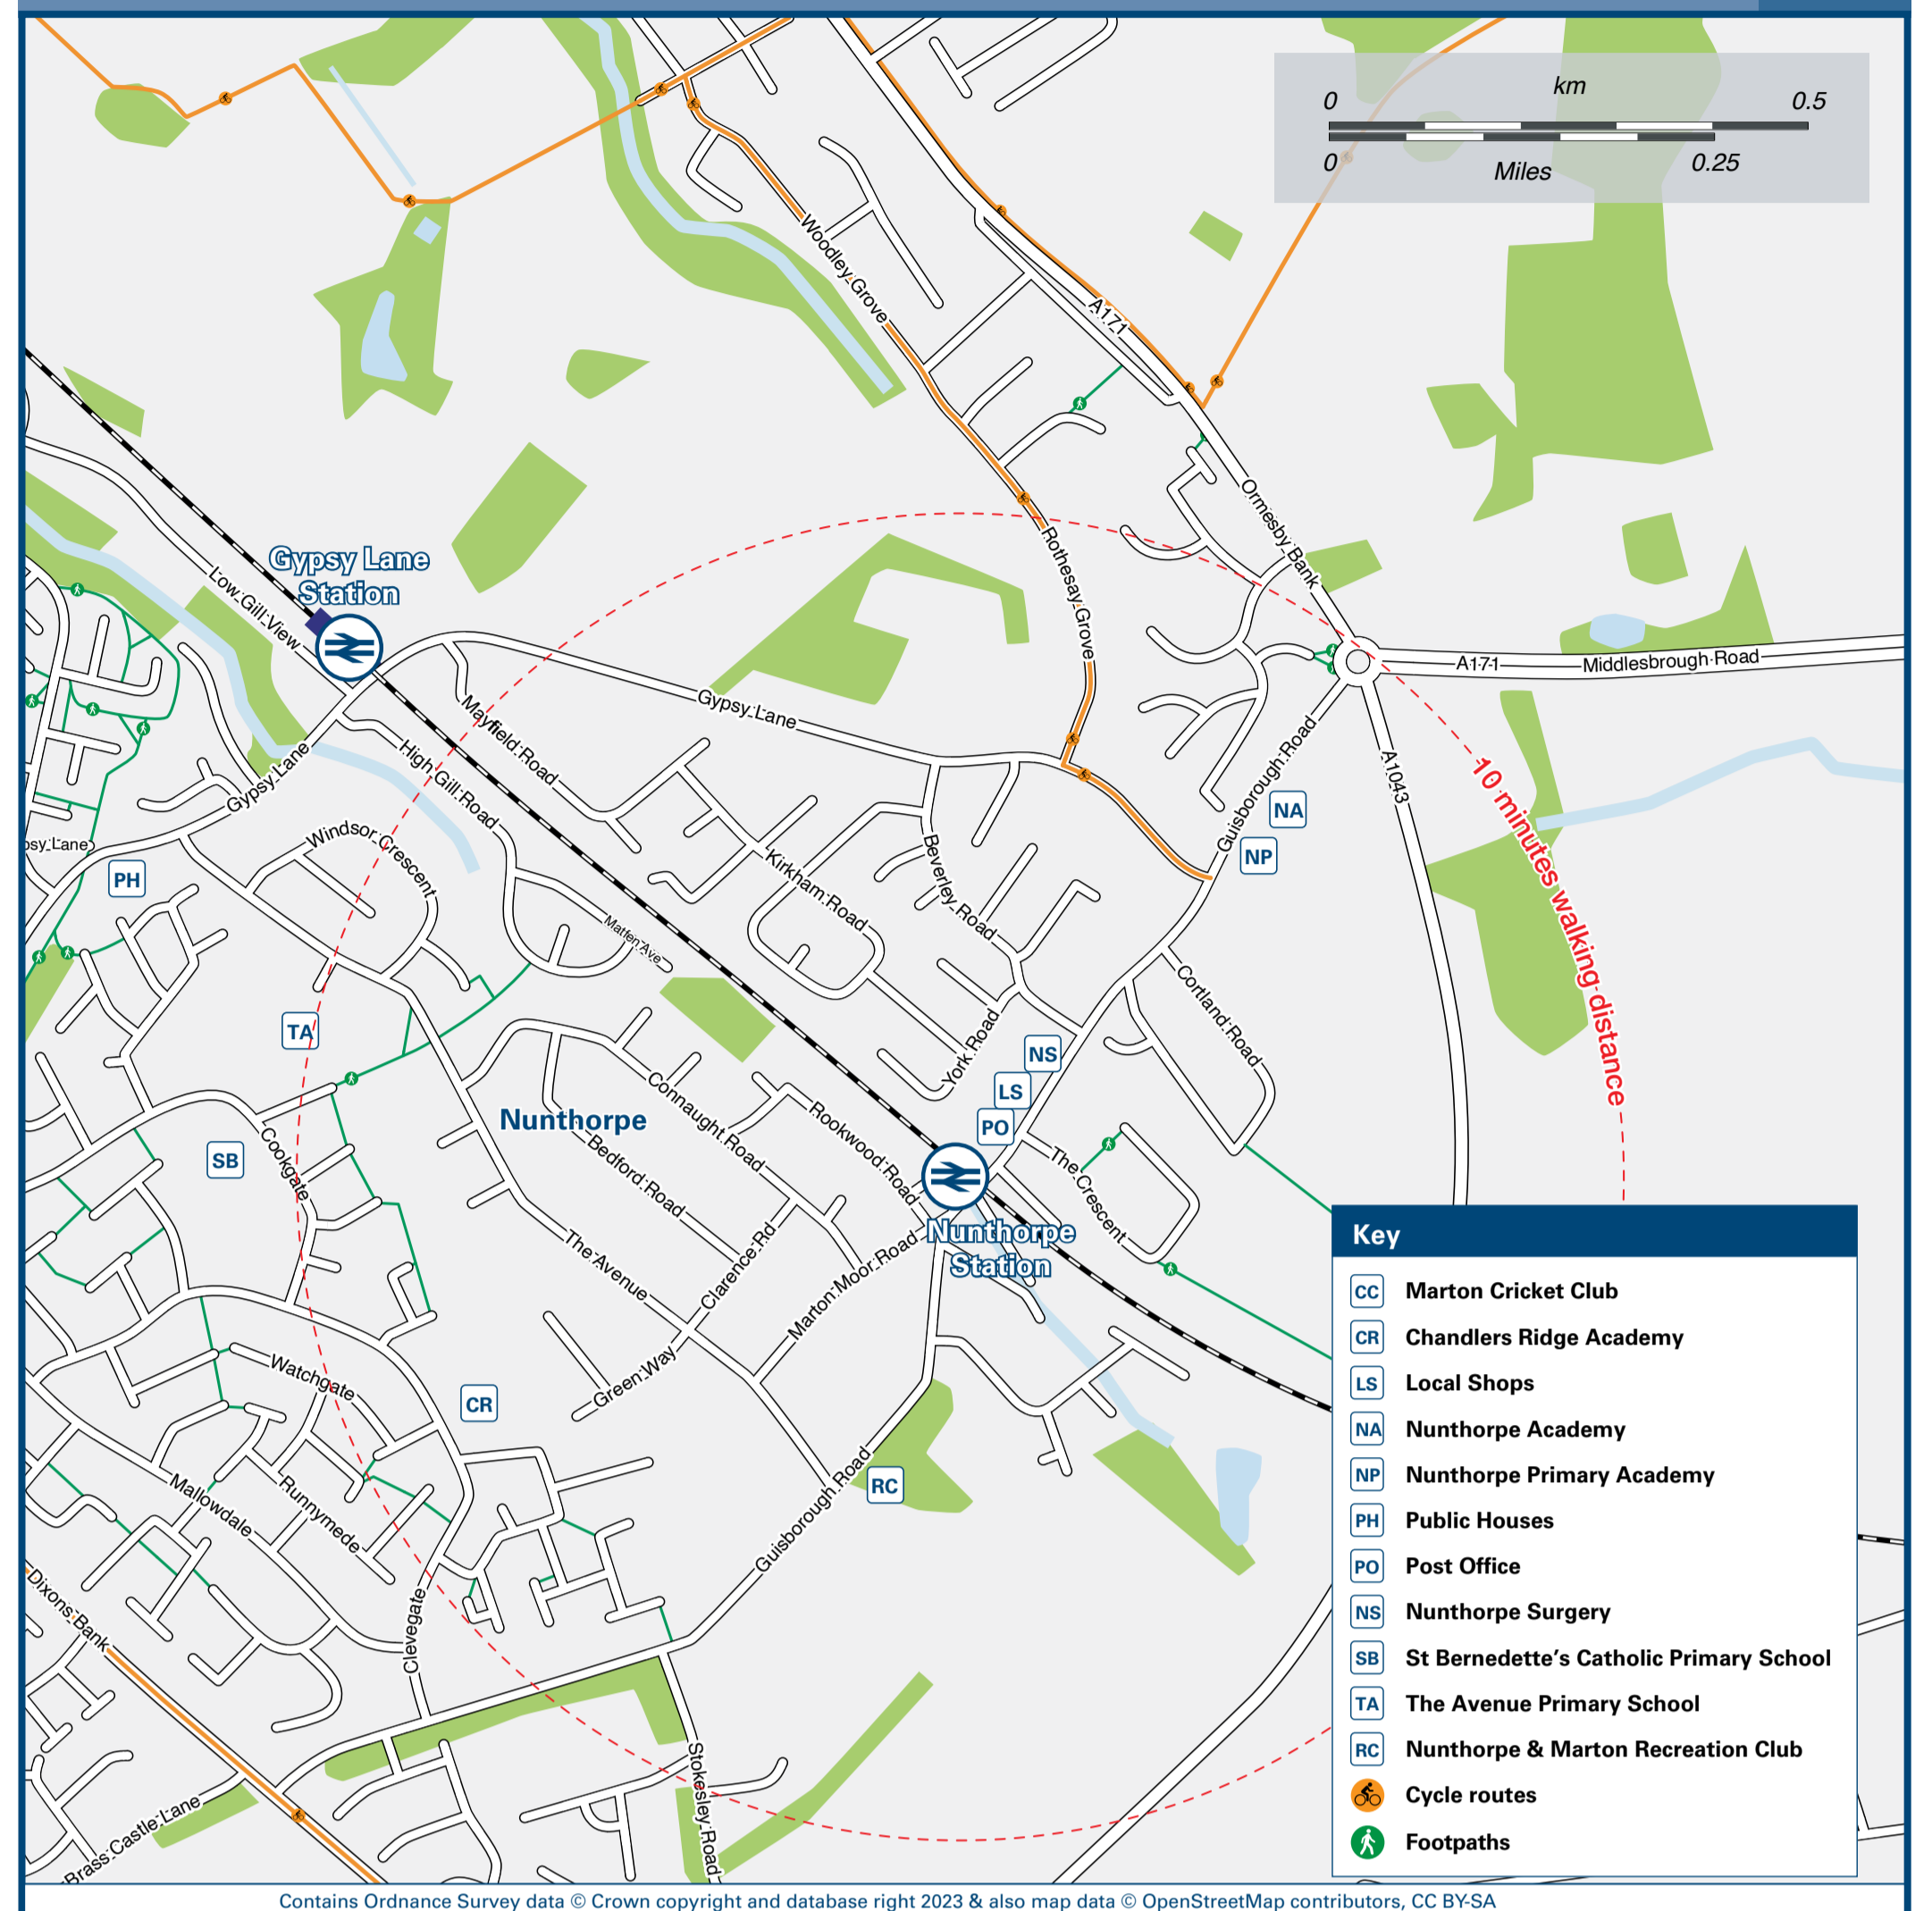 km
0
0.5
0
0.25
Miles
Woodley Grove
A171
Ormesby Bank
Rothesay Grove
Gypsy Lane
Station
Low Gill View
A171
Middlesbrough Road
Mayfield Road
Gypsy Lane
High Gill Road
Gypsy Lane
Guisborough Road
A1043
10 minutes walking distance
NA
NP
Windsor Crescent
osy Lane
PH
Beverley Road
Kirkham Road
Matfen Ave
Cortland Road
TA
York Road
NS
LS
PO
Connaught Road
Nunthorpe
Rookwood Road
Bedford Road
Cookgate
SB
The Crescent
Nunthorpe
Station
The Avenue
Clarence Rd
Marton Moor Road
Green Way
Watchgate
CR
RC
Guisborough Road
Mallowdale
Runnymede
Dixons Bank
Clevegate
Stokesley Road
Brass Castle Lane
Key
CC Marton Cricket Club
CR Chandlers Ridge Academy
LS Local Shops
NA Nunthorpe Academy
NP Nunthorpe Primary Academy
PH Public Houses
PO Post Office
NS Nunthorpe Surgery
SB St Bernedette's Catholic Primary School
TA The Avenue Primary School
RC Nunthorpe & Marton Recreation Club
Cycle routes
Footpaths
Contains Ordnance Survey data © Crown copyright and database right 2023 & also map data © OpenStreetMap contributors, CC BY-SA